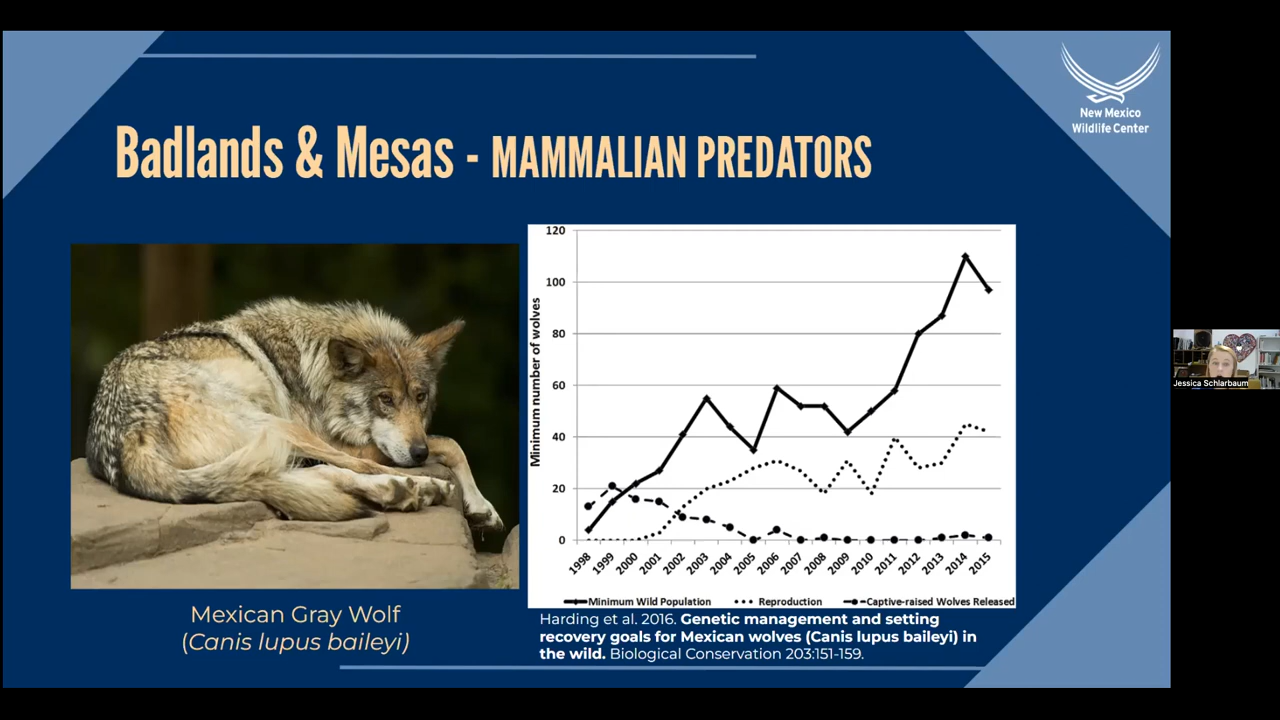 New Mexico
Wildlife Center
Badlands & Mesas - MAMMALIAN PREDATORS
120
100
80
60
40
20
0
Minimum number of wolves
1998
1999
2000
2001
2002
2003
2004
2005
2006
2007
2008
2009
2010
2011
2012
2013
2014
2015
Minimum Wild Population
Reproduction
Captive-raised Wolves Released
Mexican Gray Wolf
(Canis lupus baileyi)
Harding et al. 2016. Genetic management and setting
recovery goals for Mexican wolves (Canis lupus baileyi) in
the wild. Biological Conservation 203:151-159.
Jessica Schlarbaum